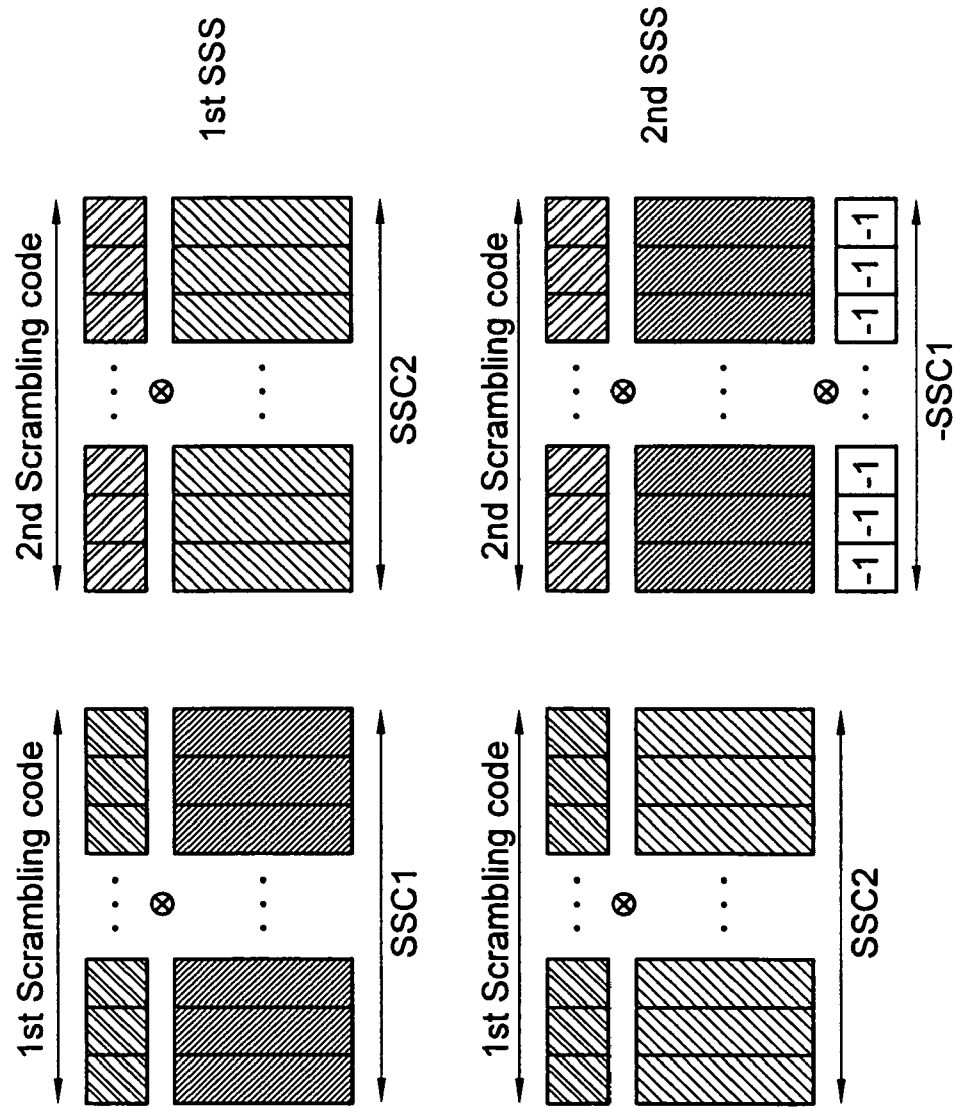 1st Scrambling code
2nd Scrambling code
1st SSS
SSC1
SSC2
1st Scrambling code
2nd Scrambling code
2nd SSS
-1 -1 -1 -1 -1 -1
SSC2
-SSC1